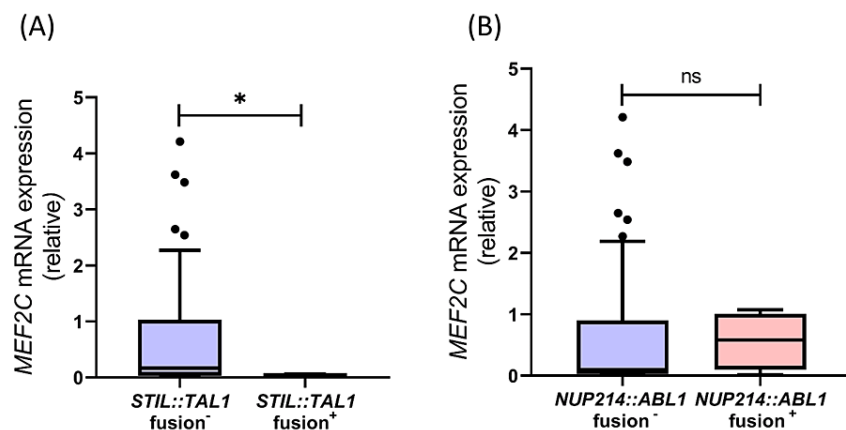 (A)
MEF2C mRNA expression
(relative)
5
4
3
2
1
0
*
STIL::TAL1
fusion-
STIL::TAL1
fusion+
(B)
MEF2C mRNA expression
(relative)
5
4
3
2
1
0
ns
NUP214::ABL1
fusion-
NUP214::ABL1
fusion+